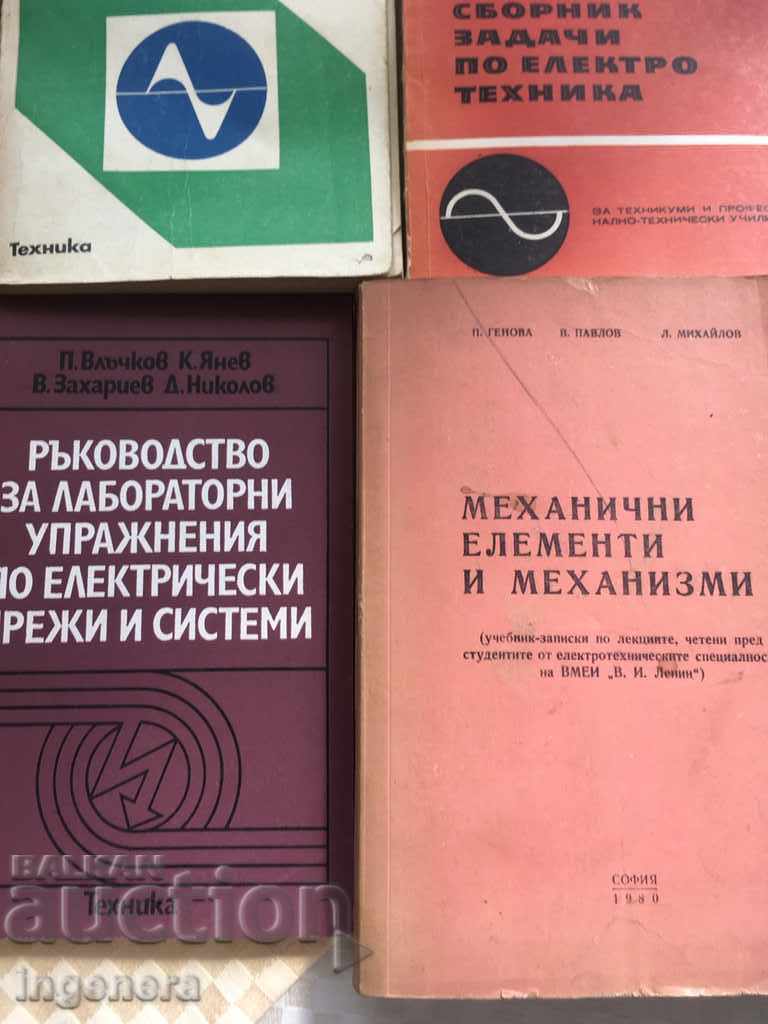 Техника
СБОРНИК
ЗАДАЧИ
ПО ЕЛЕКТРО
ТЕХНИКА
ЗА ТЕХНИКУМИ И ПРОФЕС
НАЛНО-ТЕХНИЧЕСКИ УЧИЛИ
П. Влъчков К. Янев
В. Захариев Д. Николов
РЪКОВОДСТВО
ЗА ЛАБОРАТОРНИ
УПРАЖНЕНИЯ
ПО ЕЛЕКТРИЧЕСКИ
МРЕЖИ И СИСТЕМИ
Техника
П. ГЕНОВА В. ПАВЛОВ Л. МИХАЙЛОВ
МЕХАНИЧНИ
ЕЛЕМЕНТИ
И МЕХАНИЗМИ
(учебник-записки по лекциите, четени пред
студентите от електротехническите специалнос
на ВМЕИ „В. И. Ленин“)
СОФИЯ
1980
BALKAN
auction
ingenera